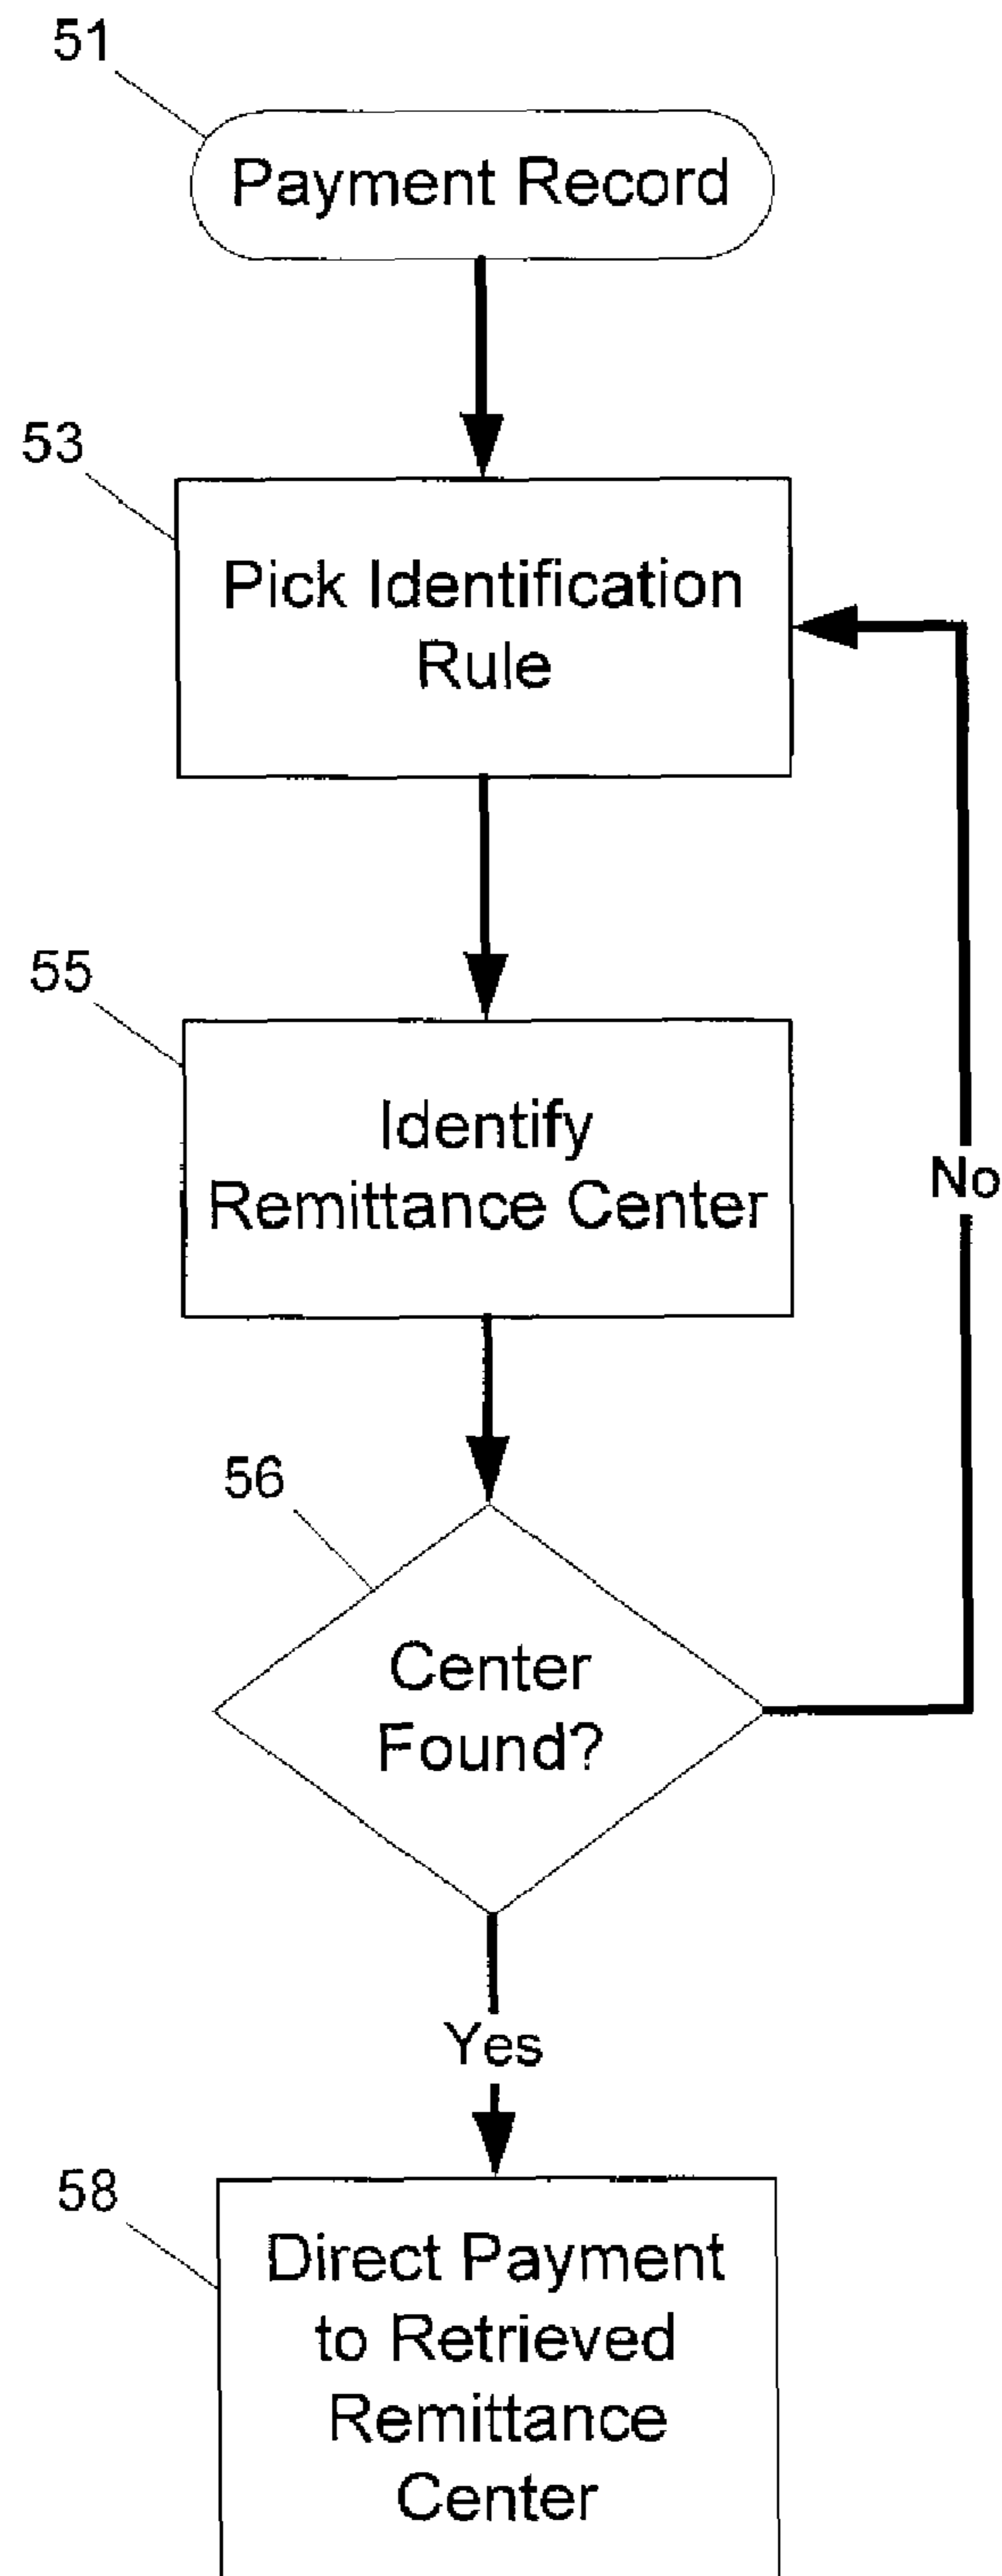 51
Payment Record
53
Pick Identification
Rule
55
Identify
Remittance Center
No
56
Center
Found?
Yes
58
Direct Payment
to Retrieved
Remittance
Center